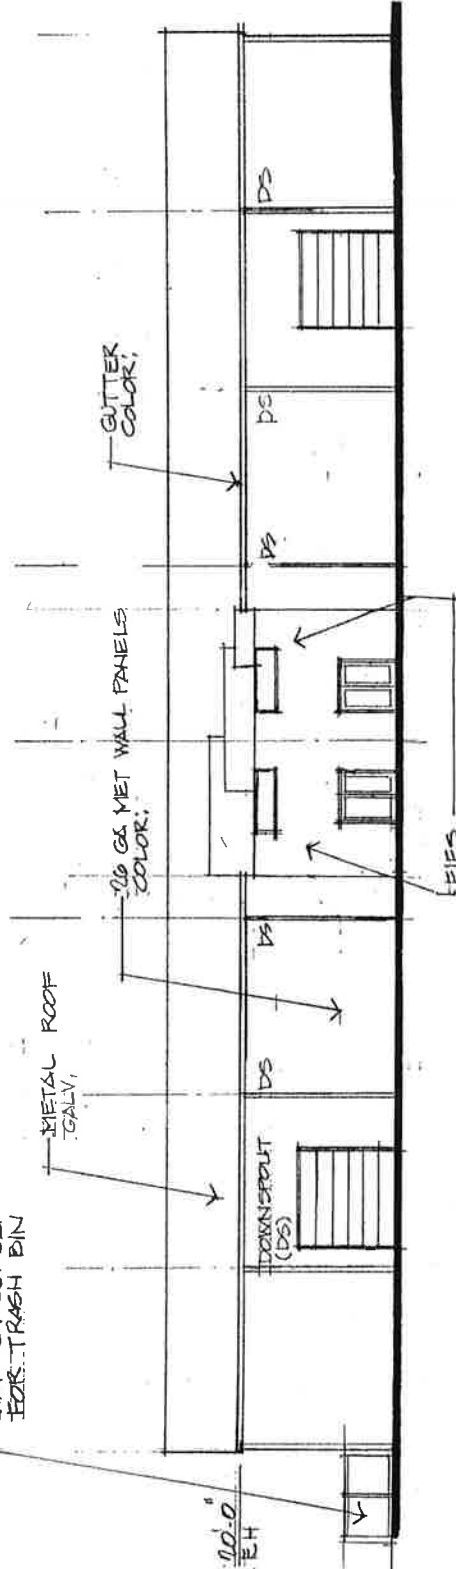 FOR TRASH BIN
20'-0"
EH
METAL ROOF
GALV.
DOWNSPOUT
(DS)
DS
DS
26 GA MET WALL PANELS
COLOR:
EIFS
GUTTER
COLOR:
DS
DS
DS